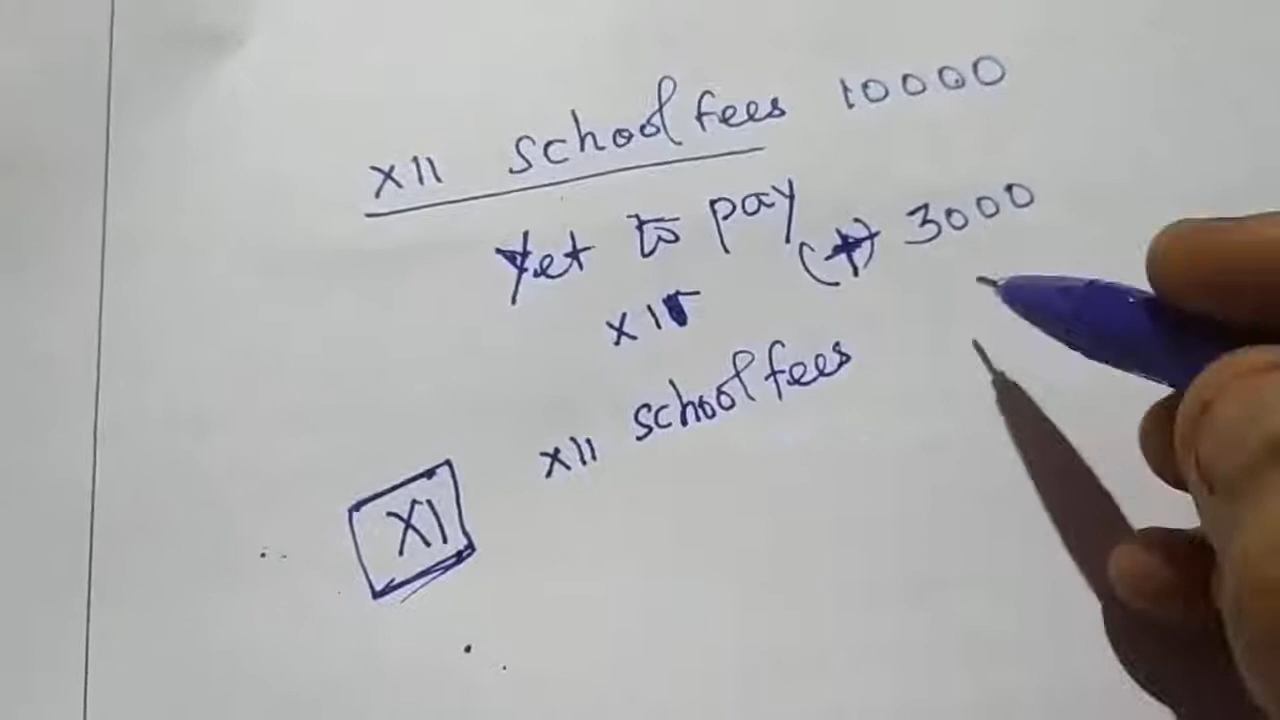 XII school fees 10000
Yet to pay (+) 3000
XII
XII school fees
XI